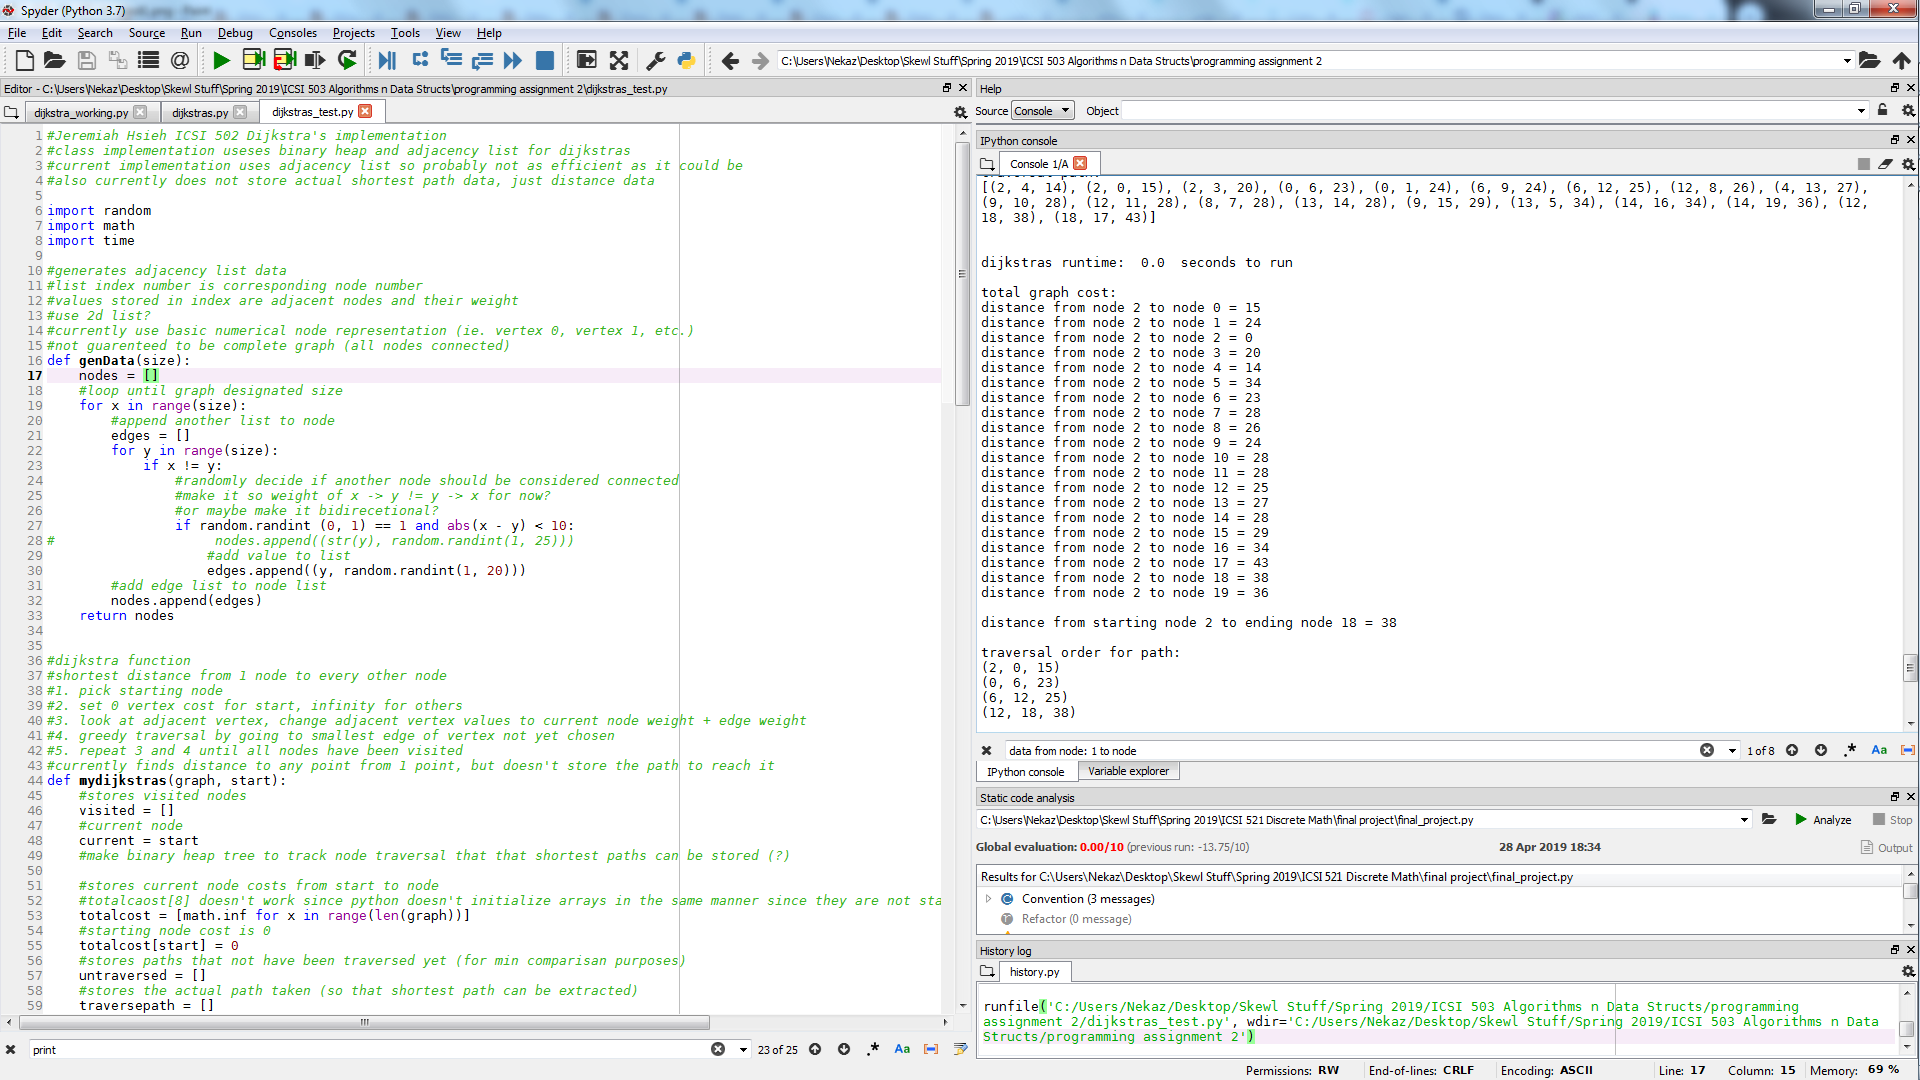 Spyder (Python 3.7)
File Edit Search Source Run Debug Consoles Projects Tools View Help
C:\Users\Nekaz\Desktop\Skewl Stuff\Spring 2019\ICSI 503 Algorithms n Data Structs\programming assignment 2
Editor - C:\Users\Nekaz\Desktop\Skewl Stuff\Spring 2019\ICSI 503 Algorithms n Data Structs\programming assignment 2\dijkstras_test.py
dijkstra_working.py dijkstras.py dijkstras_test.py
1 #Jeremiah Hsieh ICSI 502 Dijkstra's implementation
2 #class implementation useses binary heap and adjacency list for dijkstras
3 #current implementation uses adjacency list so probably not as efficient as it could be
4 #also currently does not store actual shortest path data, just distance data
5
6 import random
7 import math
8 import time
9
10 #generates adjacency list data
11 #list index number is corresponding node number
12 #values stored in index are adjacent nodes and their weight
13 #use 2d list?
14 #currently use basic numerical node representation (ie. vertex 0, vertex 1, etc.)
15 #not guarenteed to be complete graph (all nodes connected)
16 def genData(size):
17     nodes = []
18     #loop until graph designated size
19     for x in range(size):
20         #append another list to node
21         edges = []
22         for y in range(size):
23             if x != y:
24                 #randomly decide if another node should be considered connected
25                 #make it so weight of x -> y != y -> x for now?
26                 #or maybe make it bidirecetional?
27                 if random.randint (0, 1) == 1 and abs(x - y) < 10:
28 #                    nodes.append((str(y), random.randint(1, 25)))
29                     #add value to list
30                     edges.append((y, random.randint(1, 20)))
31         #add edge list to node list
32         nodes.append(edges)
33     return nodes
34
35
36 #dijkstra function
37 #shortest distance from 1 node to every other node
38 #1. pick starting node
39 #2. set 0 vertex cost for start, infinity for others
40 #3. look at adjacent vertex, change adjacent vertex values to current node weight + edge weight
41 #4. greedy traversal by going to smallest edge of vertex not yet chosen
42 #5. repeat 3 and 4 until all nodes have been visited
43 #currently finds distance to any point from 1 point, but doesn't store the path to reach it
44 def mydijkstras(graph, start):
45     #stores visited nodes
46     visited = []
47     #current node
48     current = start
49     #make binary heap tree to track node traversal that that shortest paths can be stored (?)
50
51     #stores current node costs from start to node
52     #totalcaost[8] doesn't work since python doesn't initialize arrays in the same manner since they are not sta
53     totalcost = [math.inf for x in range(len(graph))]
54     #starting node cost is 0
55     totalcost[start] = 0
56     #stores paths that not have been traversed yet (for min comparisan purposes)
57     untraversed = []
58     #stores the actual path taken (so that shortest path can be extracted)
59     traversepath = []
print 23 of 25 .* Aa
Help
Source Console Object
IPython console
Console 1/A
[(2, 4, 14), (2, 0, 15), (2, 3, 20), (0, 6, 23), (0, 1, 24), (6, 9, 24), (6, 12, 25), (12, 8, 26), (4, 13, 27),
(9, 10, 28), (12, 11, 28), (8, 7, 28), (13, 14, 28), (9, 15, 29), (13, 5, 34), (14, 16, 34), (14, 19, 36), (12,
18, 38), (18, 17, 43)]
dijkstras runtime:  0.0  seconds to run
total graph cost:
distance from node 2 to node 0 = 15
distance from node 2 to node 1 = 24
distance from node 2 to node 2 = 0
distance from node 2 to node 3 = 20
distance from node 2 to node 4 = 14
distance from node 2 to node 5 = 34
distance from node 2 to node 6 = 23
distance from node 2 to node 7 = 28
distance from node 2 to node 8 = 26
distance from node 2 to node 9 = 24
distance from node 2 to node 10 = 28
distance from node 2 to node 11 = 28
distance from node 2 to node 12 = 25
distance from node 2 to node 13 = 27
distance from node 2 to node 14 = 28
distance from node 2 to node 15 = 29
distance from node 2 to node 16 = 34
distance from node 2 to node 17 = 43
distance from node 2 to node 18 = 38
distance from node 2 to node 19 = 36
distance from starting node 2 to ending node 18 = 38
traversal order for path:
(2, 0, 15)
(0, 6, 23)
(6, 12, 25)
(12, 18, 38)
data from node: 1 to node 1 of 8 .* Aa
IPython console Variable explorer
Static code analysis
C:\Users\Nekaz\Desktop\Skewl Stuff\Spring 2019\ICSI 521 Discrete Math\final project\final_project.py Analyze Stop
Global evaluation: 0.00/10 (previous run: -13.75/10) 28 Apr 2019 18:34 Output
Results for C:\Users\Nekaz\Desktop\Skewl Stuff\Spring 2019\ICSI 521 Discrete Math\final project\final_project.py
Convention (3 messages)
Refactor (0 message)
History log
history.py
runfile('C:/Users/Nekaz/Desktop/Skewl Stuff/Spring 2019/ICSI 503 Algorithms n Data Structs/programming
assignment 2/dijkstras_test.py', wdir='C:/Users/Nekaz/Desktop/Skewl Stuff/Spring 2019/ICSI 503 Algorithms n Data
Structs/programming assignment 2')
Permissions: RW End-of-lines: CRLF Encoding: ASCII Line: 17 Column: 15 Memory: 69 %